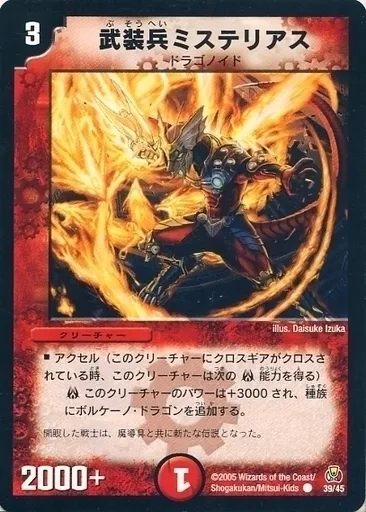 3
武装兵ミステリアス
ぶそうへい
ドラゴノイド
illus. Daisuke Iizuka
クリーチャー
■ アクセル（このクリーチャーにクロスギアがクロスさ
れている時、このクリーチャーは次の 能力を得る）
このクリーチャーのパワーは+3000 され、種族
にボルケーノ・ドラゴンを追加する。
開眼した戦士は、魔導具と共に新たな伝説となった。
2000+
1
©2005 Wizards of the Coast/
Shogakukan/Mitsui-Kids
39/45